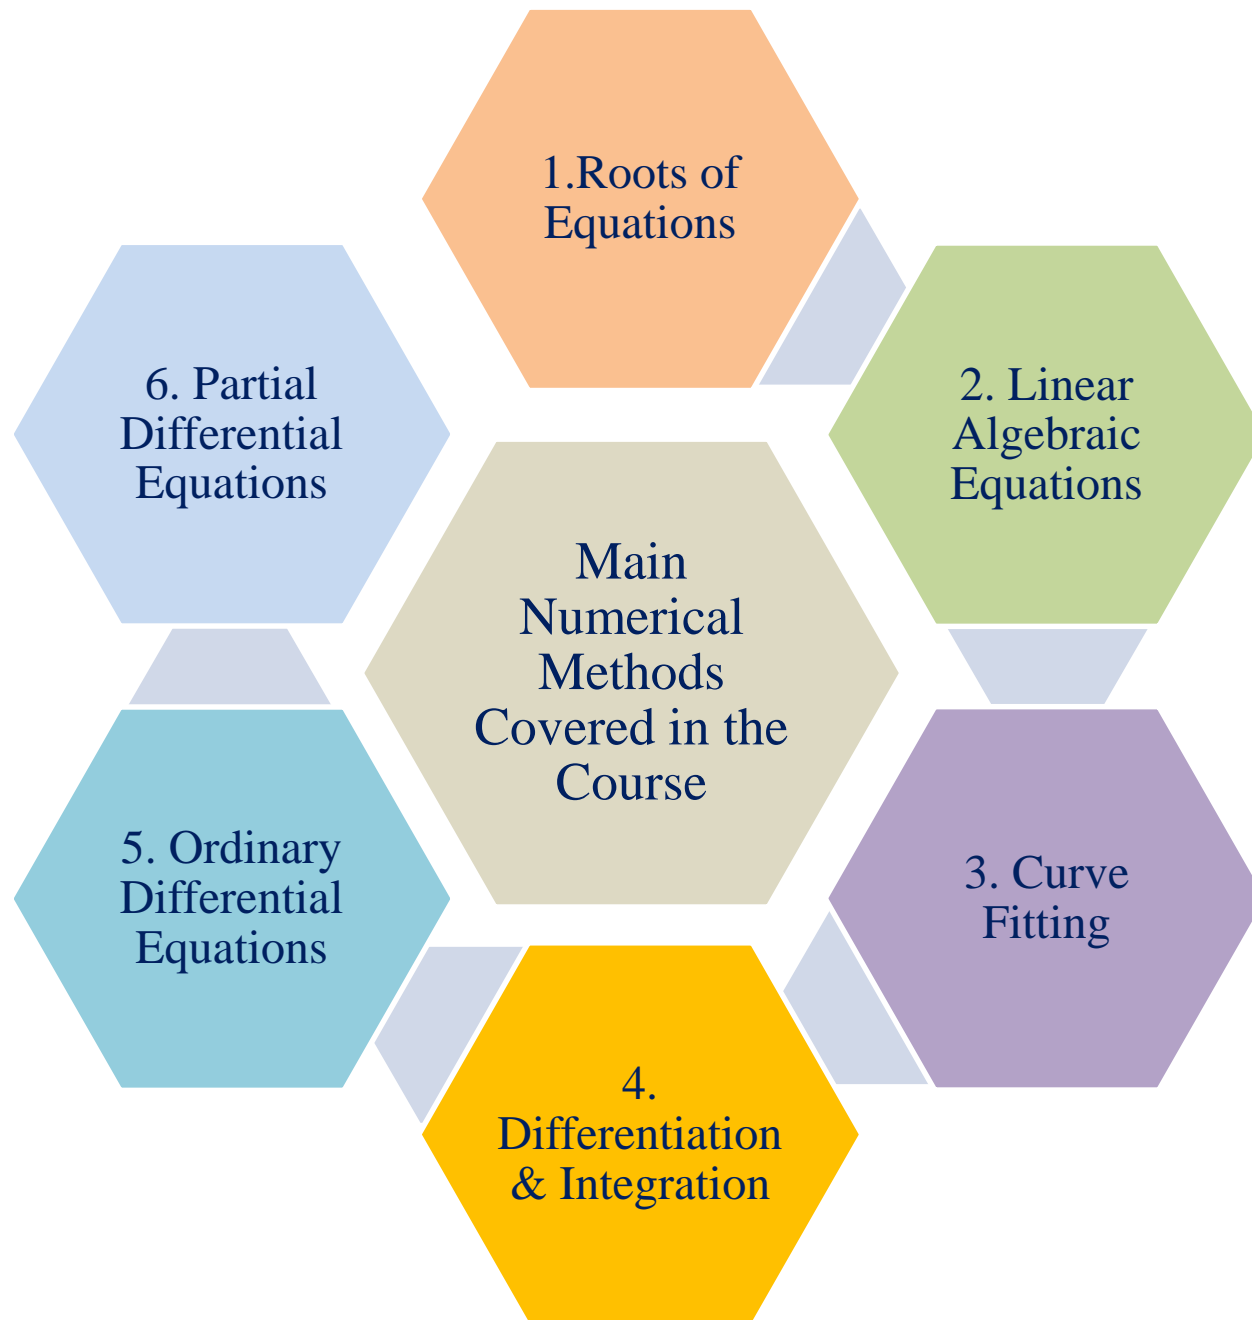 1.Roots of
Equations
2. Linear
Algebraic
Equations
3. Curve
Fitting
4.
Differentiation
& Integration
5. Ordinary
Differential
Equations
6. Partial
Differential
Equations
Main
Numerical
Methods
Covered in the
Course